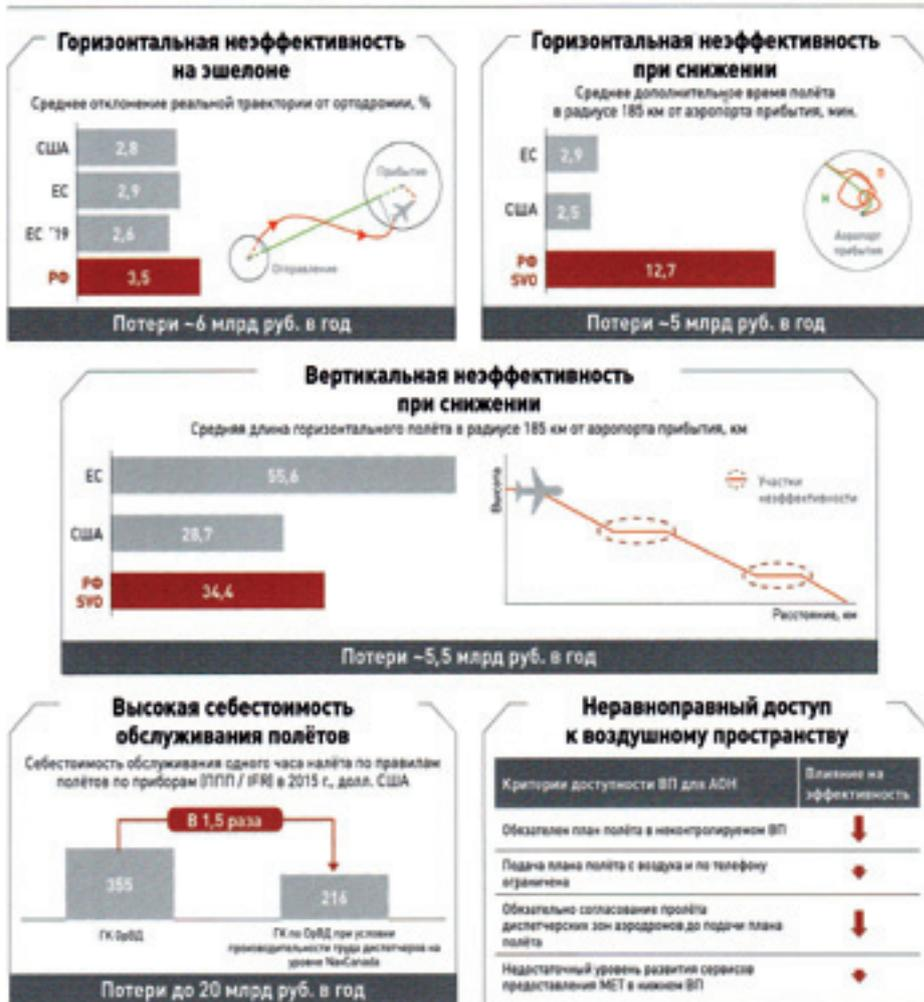 Горизонтальная неэффективность
на эшелоне
Среднее отклонение реальной траектории от ортодромии, %
США
2,8
ЕС
2,9
ЕС '19
2,6
РФ
3,5
Прибытие
Отправление
Потери ~6 млрд руб. в год
Горизонтальная неэффективность
при снижении
Среднее дополнительное время полёта
в радиусе 185 км от аэропорта прибытия, мин.
ЕС
2,9
США
2,5
РФ
SVO
12,7
Аэропорт
прибытия
Потери ~5 млрд руб. в год
Вертикальная неэффективность
при снижении
Средняя длина горизонтального полёта в радиусе 185 км от аэропорта прибытия, км
ЕС
55,6
США
28,7
РФ
SVO
34,4
Высота
Участки
неэффективности
Расстояние, км
Потери ~5,5 млрд руб. в год
Высокая себестоимость
обслуживания полётов
Себестоимость обслуживания одного часа налёта по правилам
полётов по приборам (ППП / IFR) в 2015 г., долл. США
В 1,5 раза
355
216
ГК ОрВД
ГК по ОрВД при условии
производительности труда диспетчеров на
уровне NavCanada
Потери до 20 млрд руб. в год
Неравноправный доступ
к воздушному пространству
Критерии доступности ВП для АОН
Влияние на
эффективность
Обязателен план полёта в неконтролируемом ВП
Подача плана полёта с воздуха и по телефону
ограничена
Обязательно согласование пролёта
диспетчерских зон аэродромов до подачи плана
полёта
Недостаточный уровень развития сервисов
предоставления МЕТ в нижнем ВП